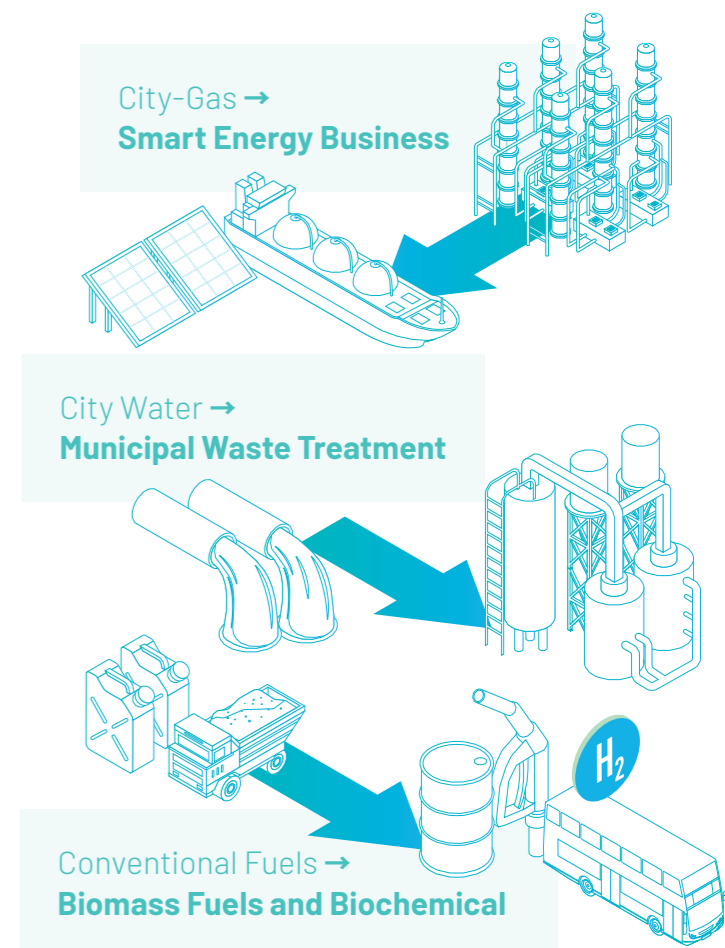 City-Gas →
Smart Energy Business
City Water →
Municipal Waste Treatment
H₂
Conventional Fuels →
Biomass Fuels and Biochemical